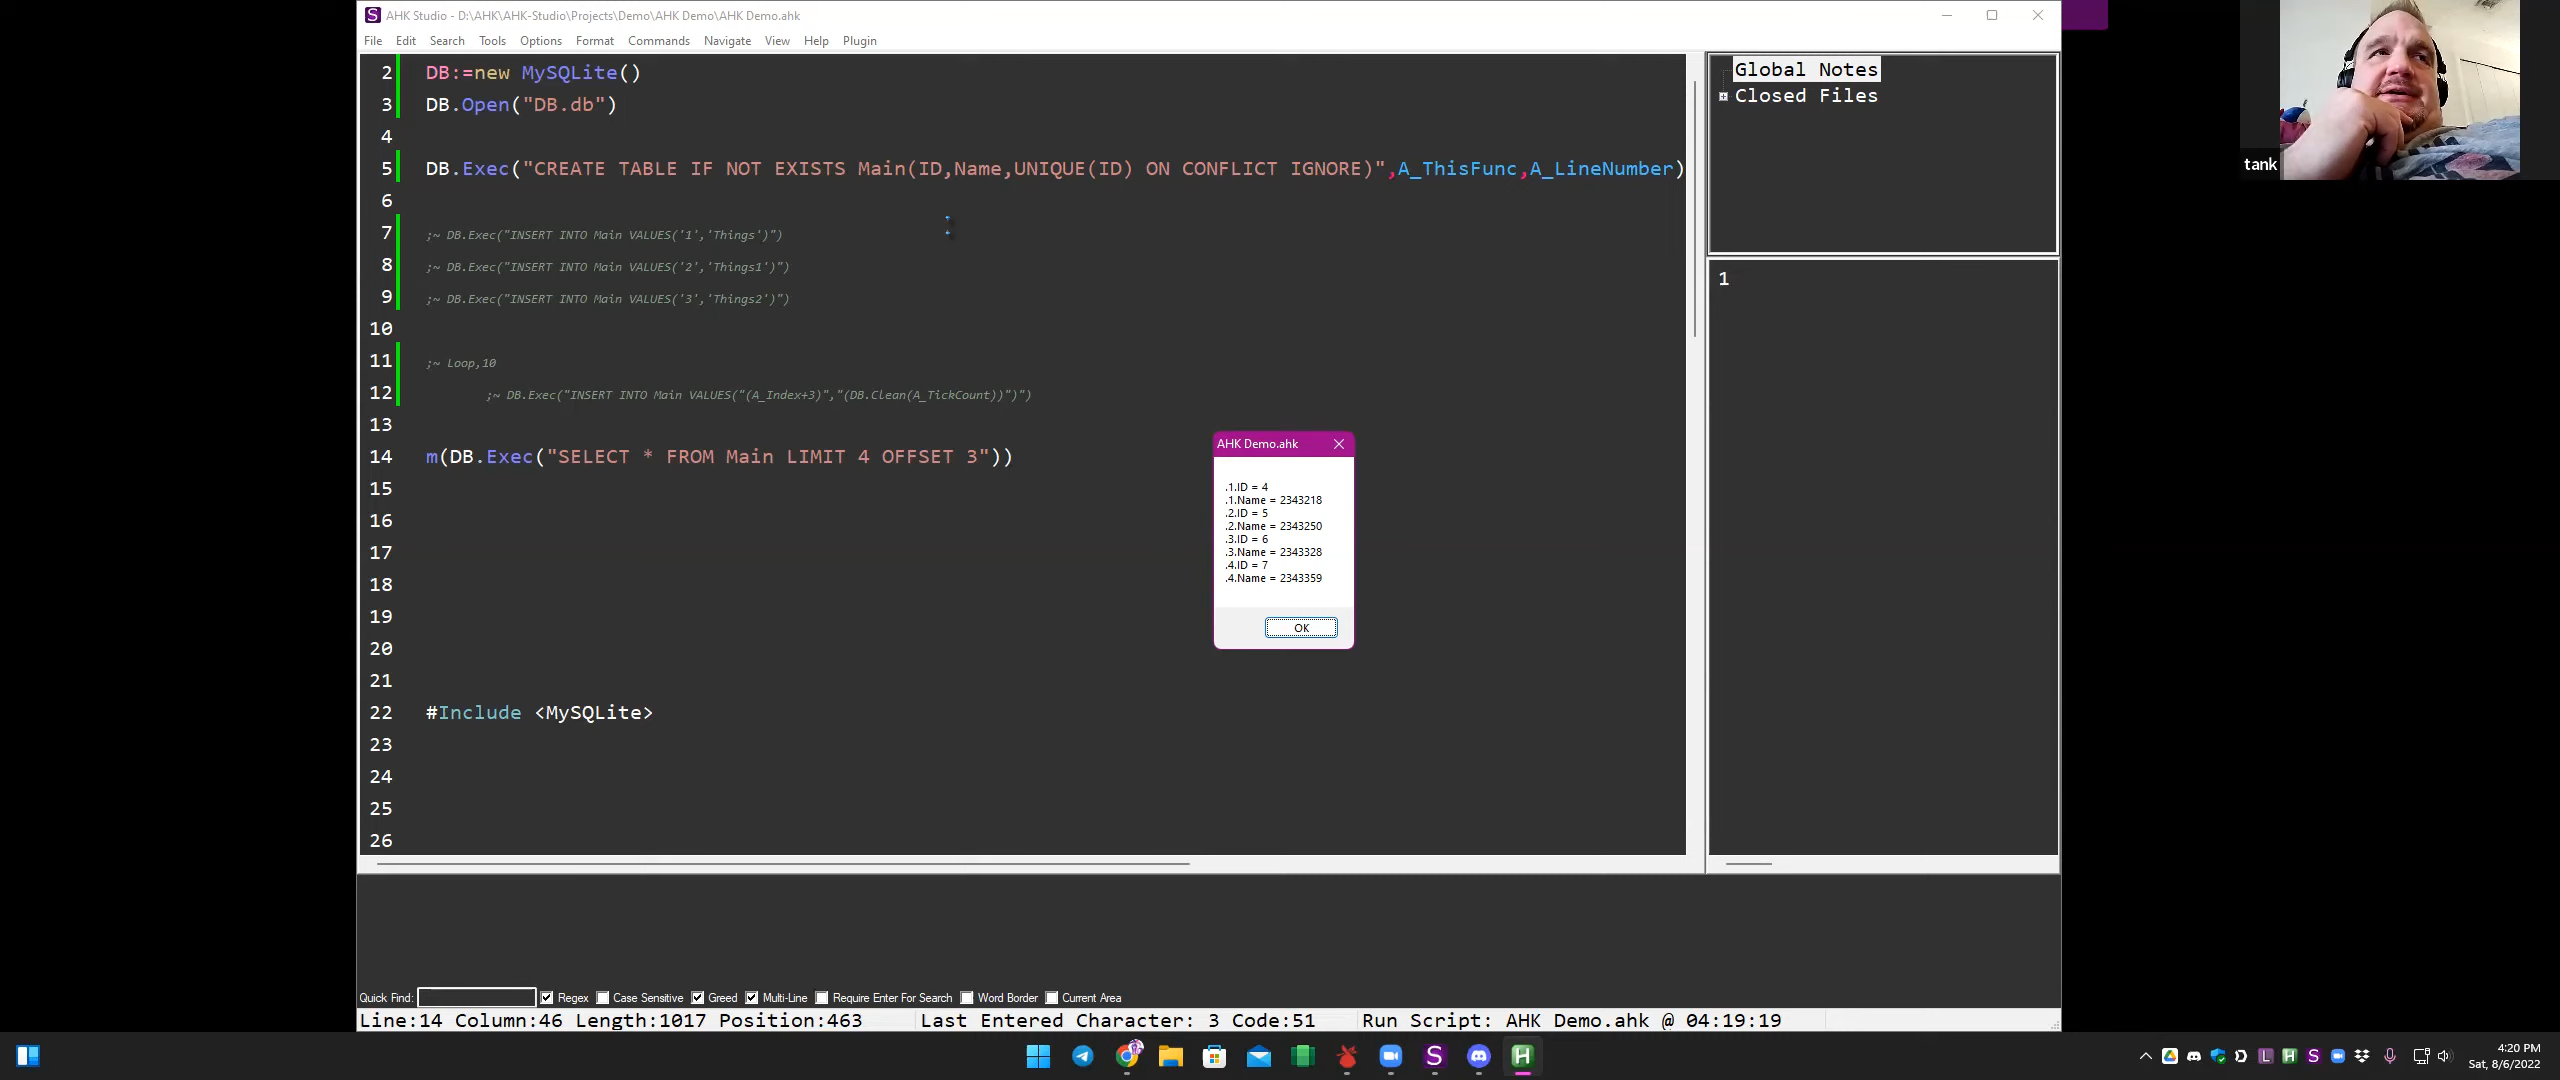 AHK Studio - D:\AHK\AHK-Studio\Projects\Demo\AHK Demo\AHK Demo.ahk
File Edit Search Tools Options Format Commands Navigate View Help Plugin
2 DB:=new MySQLite()
3 DB.Open("DB.db")
4
5 DB.Exec("CREATE TABLE IF NOT EXISTS Main(ID,Name,UNIQUE(ID) ON CONFLICT IGNORE)",A_ThisFunc,A_LineNumber)
6
7 ;~ DB.Exec("INSERT INTO Main VALUES('1','Things')")
8 ;~ DB.Exec("INSERT INTO Main VALUES('2','Things1')")
9 ;~ DB.Exec("INSERT INTO Main VALUES('3','Things2')")
10
11 ;~ Loop,10
12 ;~ DB.Exec("INSERT INTO Main VALUES("(A_Index+3)","(DB.Clean(A_TickCount))")")
13
14 m(DB.Exec("SELECT * FROM Main LIMIT 4 OFFSET 3"))
15
16
17
18
19
20
21
22 #Include <MySQLite>
23
24
25
26
AHK Demo.ahk
.1.ID = 4
.1.Name = 2343218
.2.ID = 5
.2.Name = 2343250
.3.ID = 6
.3.Name = 2343328
.4.ID = 7
.4.Name = 2343359
OK
Global Notes
Closed Files
1
tank
Quick Find: Regex Case Sensitive Greed Multi-Line Require Enter For Search Word Border Current Area
Line:14 Column:46 Length:1017 Position:463 Last Entered Character: 3 Code:51 Run Script: AHK Demo.ahk @ 04:19:19
4:20 PM
Sat, 8/6/2022